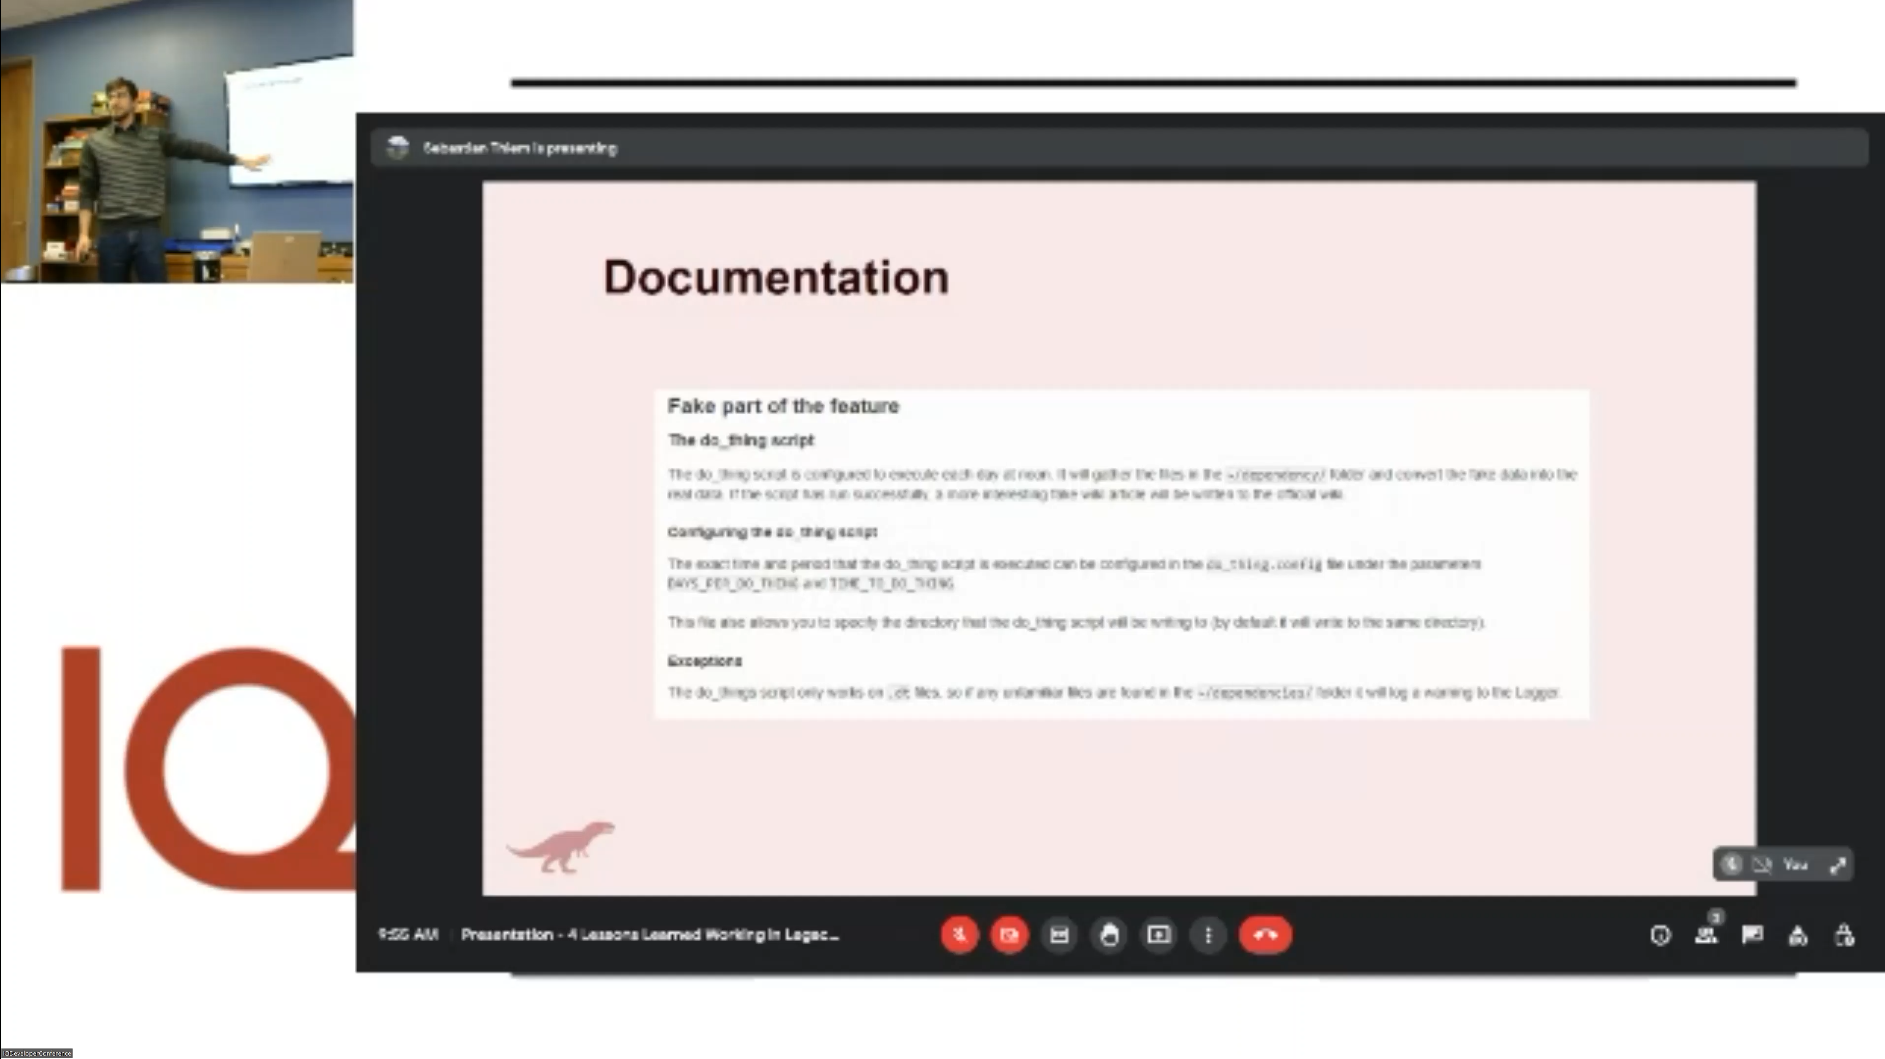 Sebastian Thiem is presenting
Documentation
Fake part of the feature
The do_thing script
The do_thing script is configured to execute each day at noon. It will gather the files in the ~/dependency/ folder and convert the fake data into the
real data. If the script has run successfully, a more interesting fake wiki article will be written to the official wiki.
Configuring the do_thing script
The exact time and period that the do_thing script is executed can be configured in the do_thing.config file under the parameters
DAYS_PER_DO_THING and TIME_TO_DO_THING
This file also allows you to specify the directory that the do_thing script will be writing to (by default it will write to the same directory).
Exceptions
The do_things script only works on .dt files, so if any unfamiliar files are found in the ~/dependencies/ folder it will log a warning to the Logger.
IQ
You
9:55 AM | Presentation - 4 Lessons Learned Working in Legac...
3
IQDeveloperConference